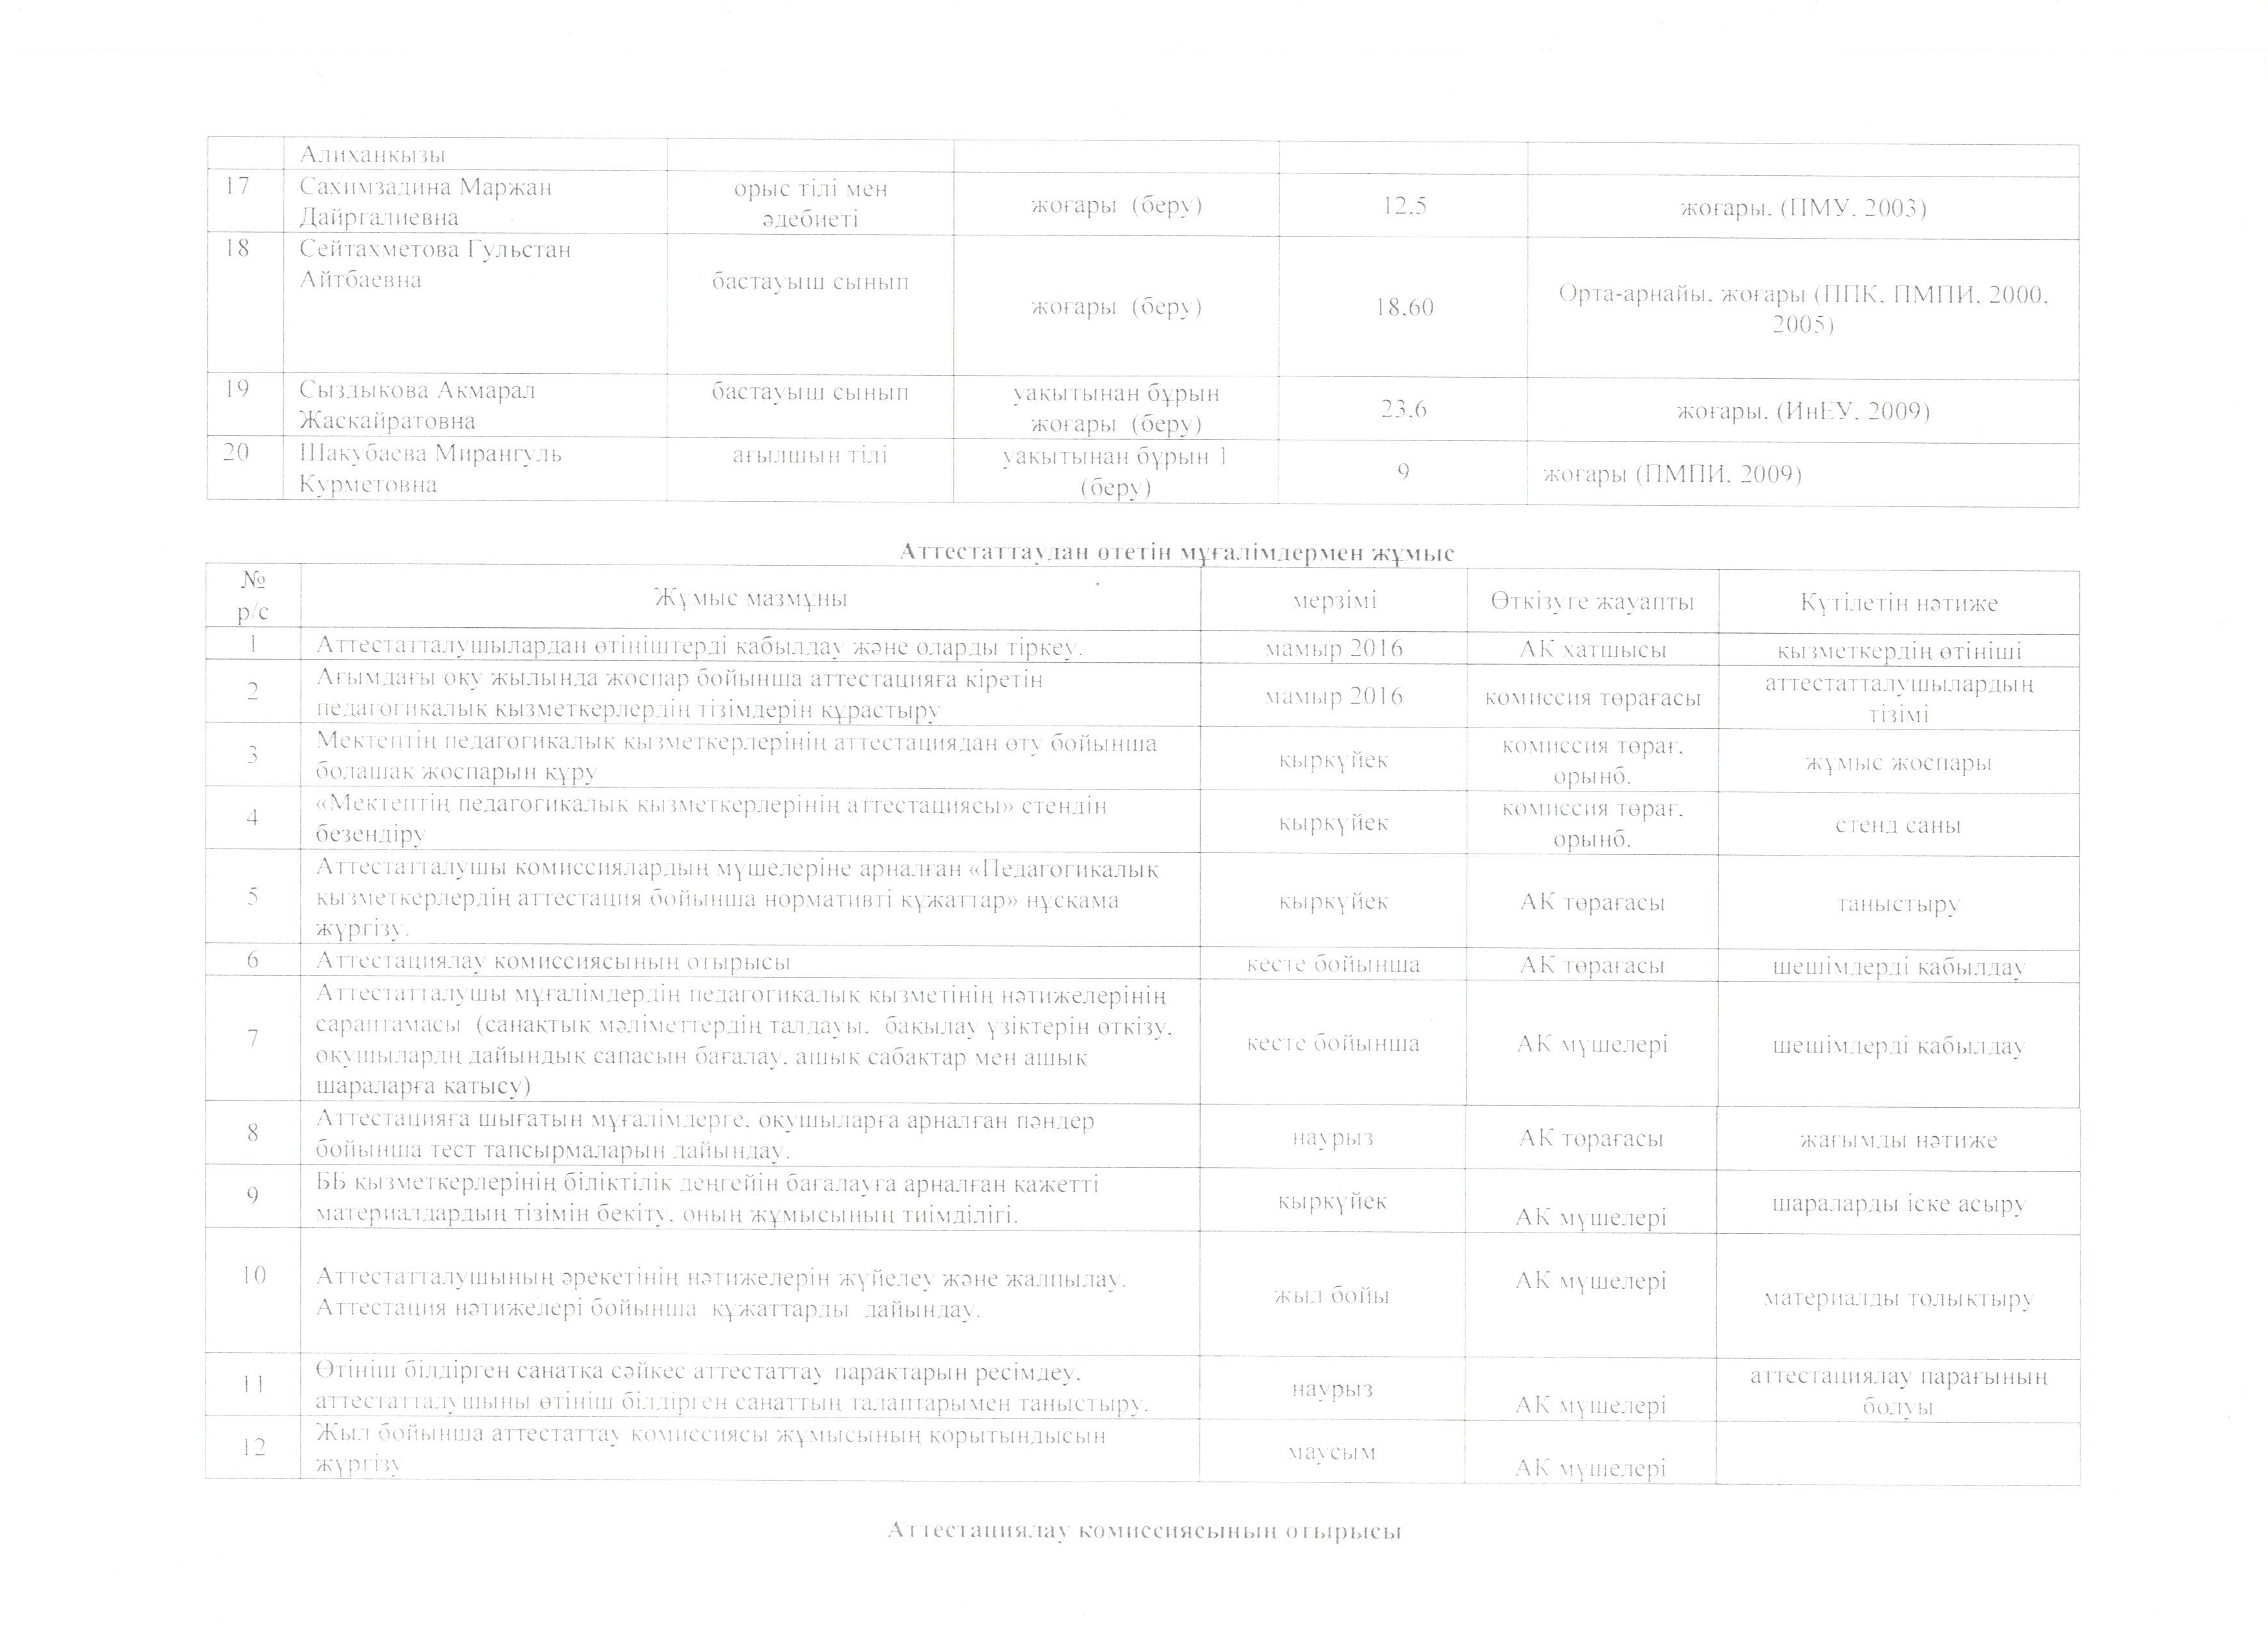 Алиханкызы
17 Сахимзадина Маржан Дайргалиевна орыс тілі мен әдебиеті жоғары (беру) 12.5 жоғары. (ПМУ. 2003)
18 Сейтахметова Гульстан Айтбаевна бастауыш сынып жоғары (беру) 18.60 Орта-арнайы. жоғары (ППК. ПМПИ. 2000. 2005)
19 Сыздыкова Акмарал Жаскайратовна бастауыш сынып уакытынан бұрын жоғары (беру) 23.6 жоғары. (ИнЕУ. 2009)
20 Шакубаева Мирангуль Курметовна ағылшын тілі уакытынан бұрын 1 (беру) 9 жоғары (ПМПИ. 2009)
Аттестаттаудан өтетін мұғалімдермен жұмыс
№ р/с Жұмыс мазмұны мерзімі Өткізуге жауапты Күтілетін нәтиже
1 Аттестатталушылардан өтініштерді кабылдау және оларды тіркеу. мамыр 2016 АК хатшысы кызметкердің өтініші
2 Ағымдағы оку жылында жоспар бойынша аттестацияға кіретін
педагогикалык кызметкерлердің тізімдерін құрастыру мамыр 2016 комиссия төрағасы аттестатталушылардың тізімі
3 Мектептің педагогикалык кызметкерлерінің аттестациядан өту бойынша
болашак жоспарын құру кыркүйек комиссия төрағ. орынб. жұмыс жоспары
4 «Мектептің педагогикалык кызметкерлерінің аттестациясы» стендін
безендіру кыркүйек комиссия төрағ. орынб. стенд саны
5 Аттестатталушы комиссиялардың мүшелеріне арналған «Педагогикалык
кызметкерлердің аттестация бойынша нормативті құжаттар» нұскама
жүргізу. кыркүйек АК төрағасы таныстыру
6 Аттестациялау комиссиясының отырысы кесте бойынша АК төрағасы шешімдерді кабылдау
7 Аттестатталушы мұғалімдердің педагогикалык кызметінің нәтижелерінің
сараптамасы (санактык мәліметтердің талдауы. бакылау үзіктерін өткізу.
окушылардң дайындык сапасын бағалау. ашык сабактар мен ашык
шараларға катысу) кесте бойынша АК мүшелері шешімдерді кабылдау
8 Аттестацияға шығатын мұғалімдерге. окушыларға арналған пәндер
бойынша тест тапсырмаларын дайындау. наурыз АК төрағасы жағымды нәтиже
9 ББ кызметкерлерінің біліктілік деңгейін бағалауға арналған кажетті
материалдардың тізімін бекіту. оның жұмысының тиімділігі. кыркүйек АК мүшелері шараларды іске асыру
10 Аттестатталушының әрекетінің нәтижелерін жүйелеу және жалпылау.
Аттестация нәтижелері бойынша құжаттарды дайындау. жыл бойы АК мүшелері материалды толыктыру
11 Өтініш білдірген санатка сәйкес аттестаттау парактарын ресімдеу.
аттестатталушыны өтініш білдірген санаттың талаптарымен таныстыру. наурыз АК мүшелері аттестациялау парағының болуы
12 Жыл бойынша аттестаттау комиссиясы жұмысының корытындысын
жүргізу маусым АК мүшелері
Аттестациялау комиссиясының отырысы